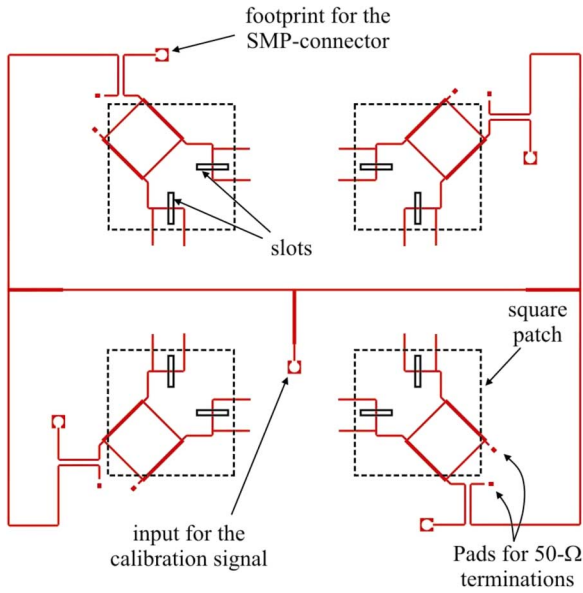 footprint for the
SMP-connector
slots
square
patch
input for the
calibration signal
Pads for 50-Ω
terminations